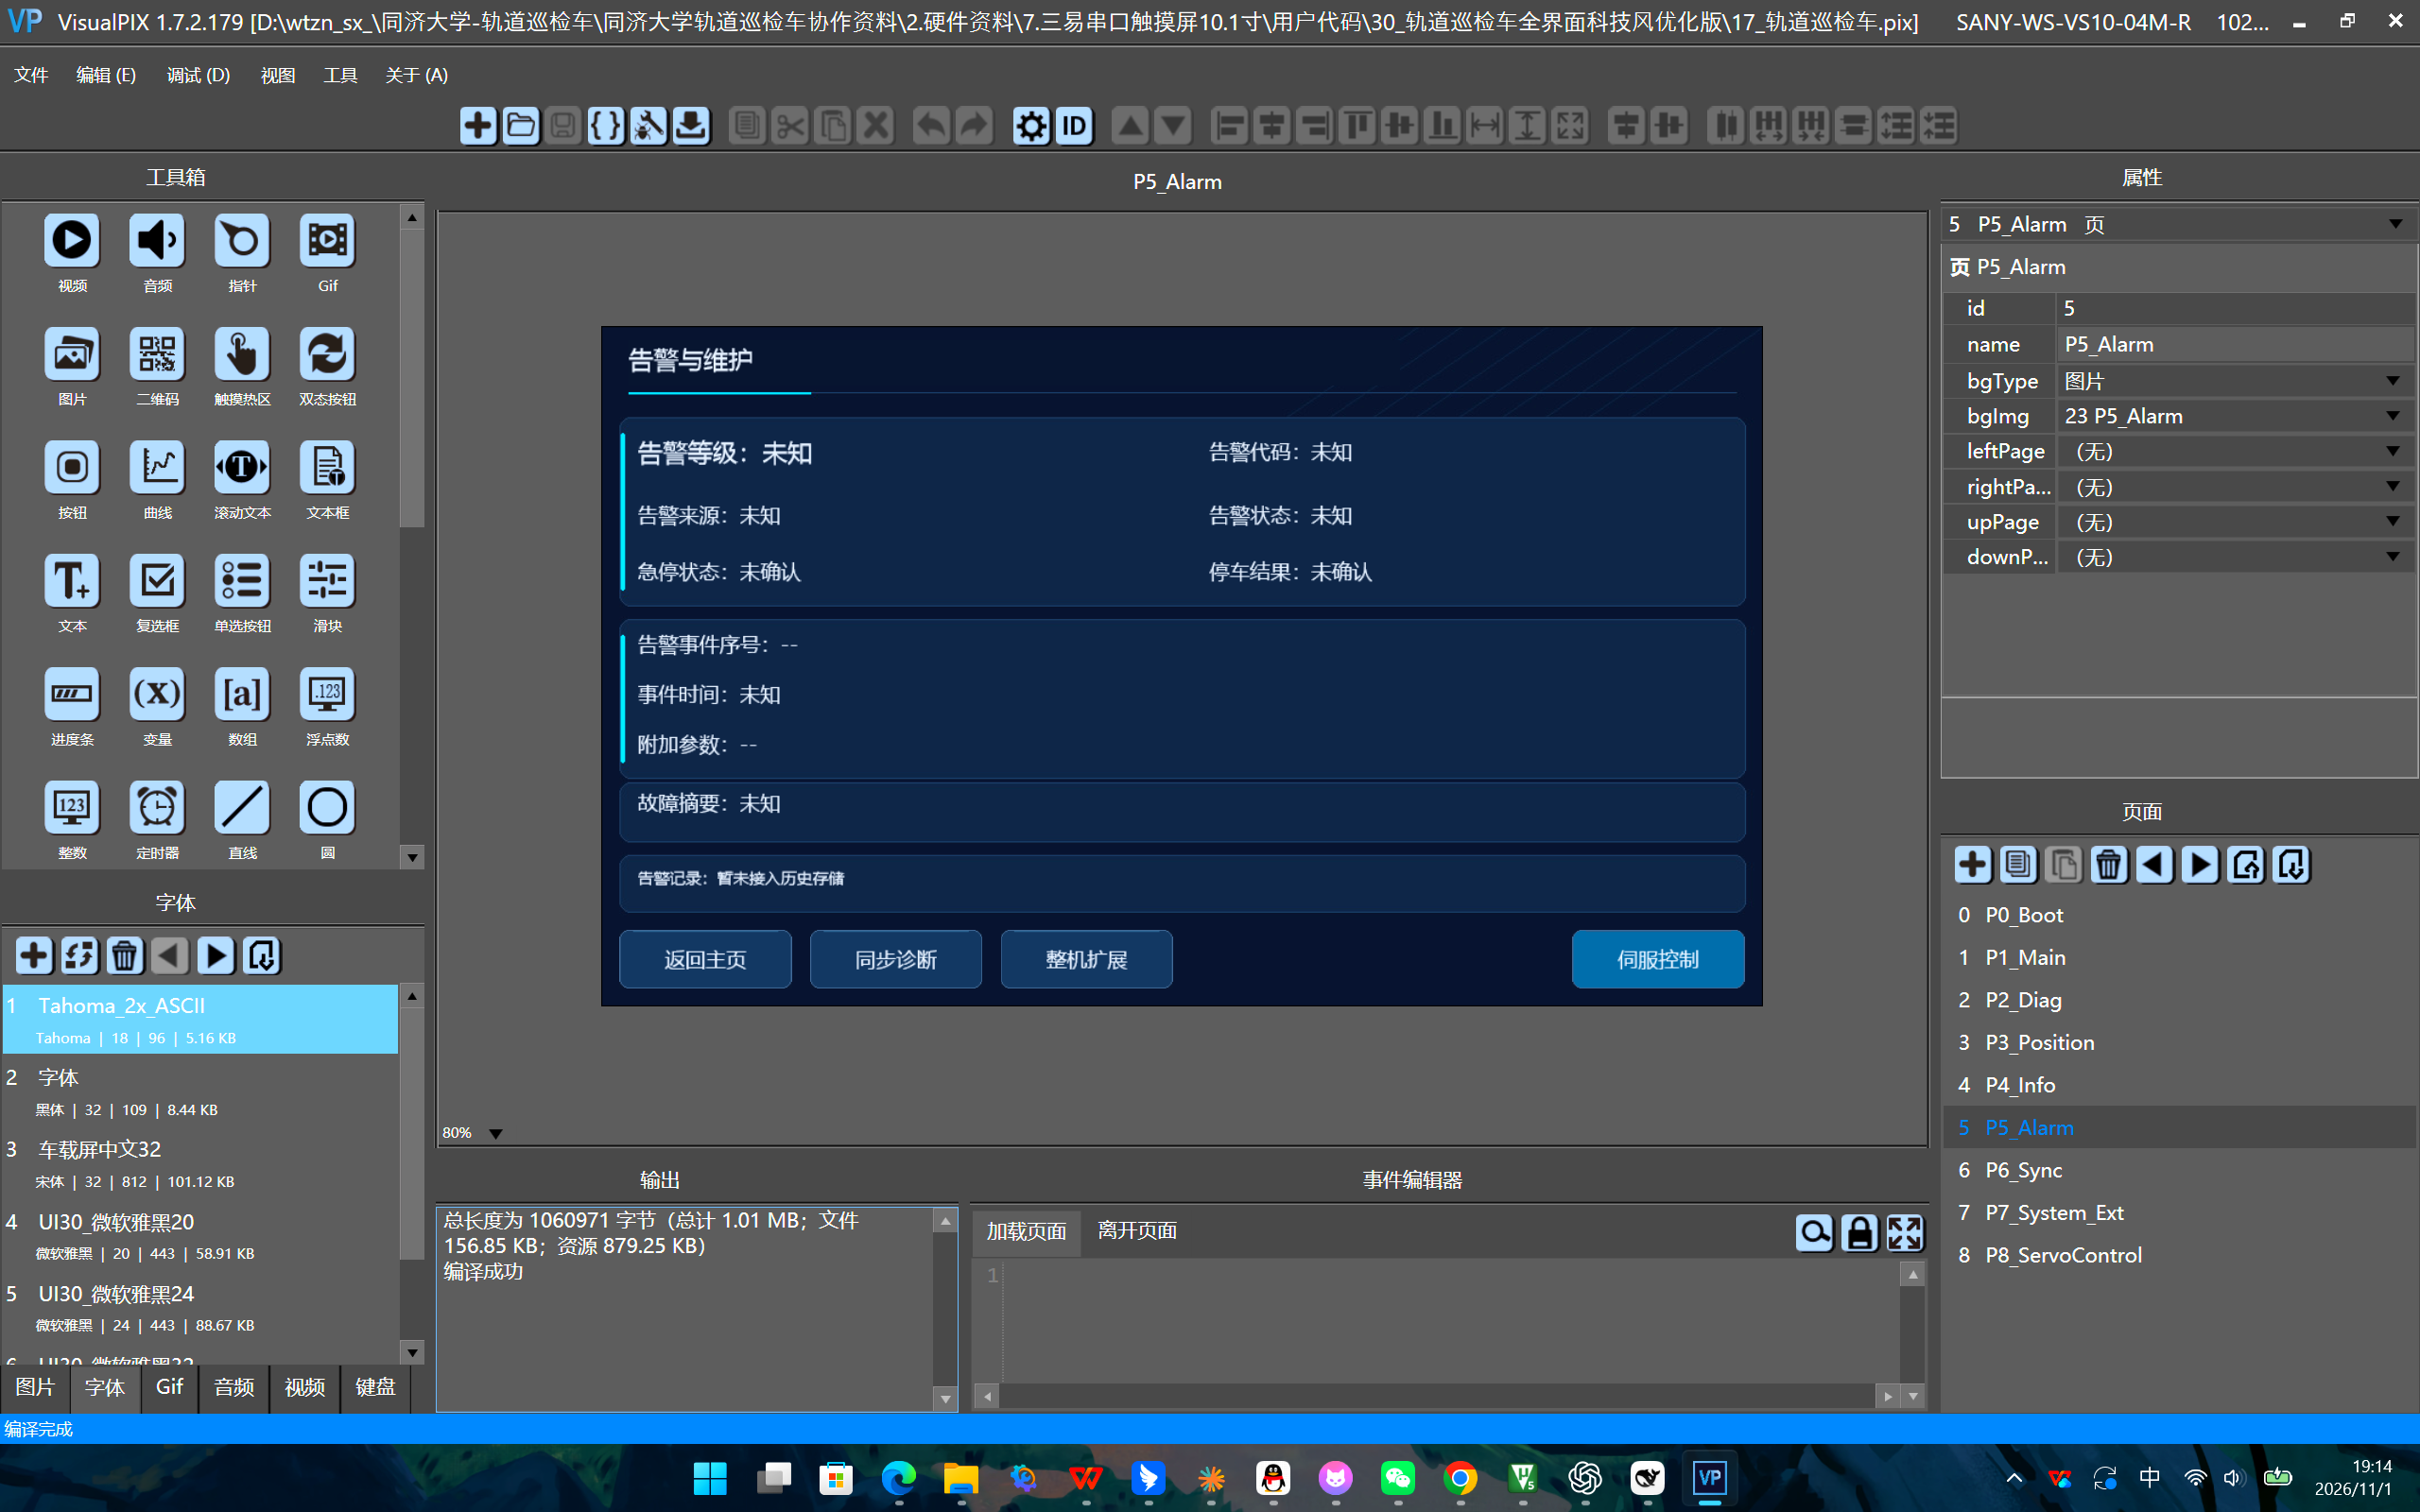 VP VisualPIX 1.7.2.179 [D:\wtzn_sx_\同济大学-轨道巡检车\同济大学轨道巡检车协作资料\2.硬件资料\7.三易串口触摸屏10.1寸\用户代码\30_轨道巡检车全界面科技风优化版\17_轨道巡检车.pix] SANY-WS-VS10-04M-R 102...
文件 编辑 (E) 调试 (D) 视图 工具 关于 (A)
ID
工具箱
视频 音频 指针 Gif
图片 二维码 触摸热区 双态按钮
按钮 曲线 滚动文本 文本框
文本 复选框 单选按钮 滑块
进度条 变量 数组 浮点数
整数 定时器 直线 圆
字体
1 Tahoma_2x_ASCII
Tahoma | 18 | 96 | 5.16 KB
2 字体
黑体 | 32 | 109 | 8.44 KB
3 车载屏中文32
宋体 | 32 | 812 | 101.12 KB
4 UI30_微软雅黑20
微软雅黑 | 20 | 443 | 58.91 KB
5 UI30_微软雅黑24
微软雅黑 | 24 | 443 | 88.67 KB
6 UI30_微软雅黑32
图片 字体 Gif 音频 视频 键盘
编译完成
P5_Alarm
告警与维护
告警等级：未知 告警代码：未知
告警来源：未知 告警状态：未知
急停状态：未确认 停车结果：未确认
告警事件序号：--
事件时间：未知
附加参数：--
故障摘要：未知
告警记录：暂未接入历史存储
返回主页 同步诊断 整机扩展 伺服控制
80%
输出
总长度为 1060971 字节（总计 1.01 MB；文件
156.85 KB；资源 879.25 KB）
编译成功
事件编辑器
加载页面 离开页面
1
属性
5 P5_Alarm 页
页 P5_Alarm
id 5
name P5_Alarm
bgType 图片
bgImg 23 P5_Alarm
leftPage （无）
rightPa... （无）
upPage （无）
downP... （无）
页面
0 P0_Boot
1 P1_Main
2 P2_Diag
3 P3_Position
4 P4_Info
5 P5_Alarm
6 P6_Sync
7 P7_System_Ext
8 P8_ServoControl
VP
中
19:14
2026/11/1